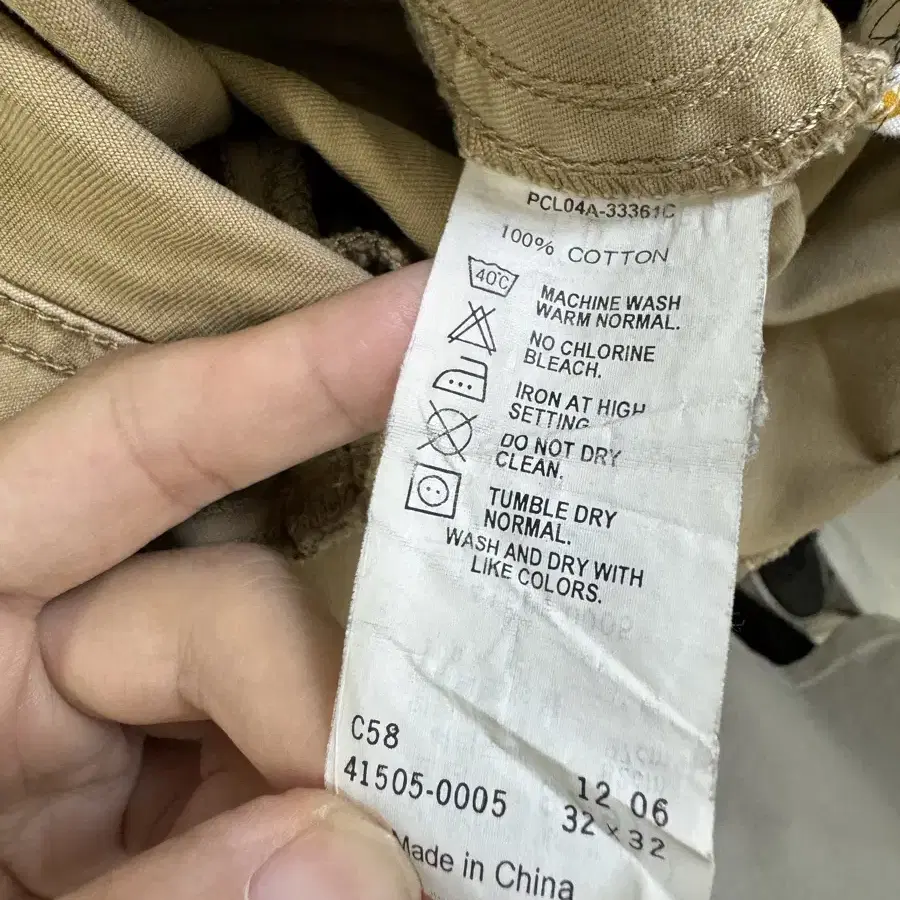 PCL04A-33361C
100% COTTON
40°C
MACHINE WASH
WARM NORMAL.
NO CHLORINE
BLEACH.
IRON AT HIGH
SETTING
DO NOT DRY
CLEAN.
TUMBLE DRY
NORMAL.
WASH AND DRY WITH
LIKE COLORS.
C58
41505-0005 12 06
32 x 32
Made in China